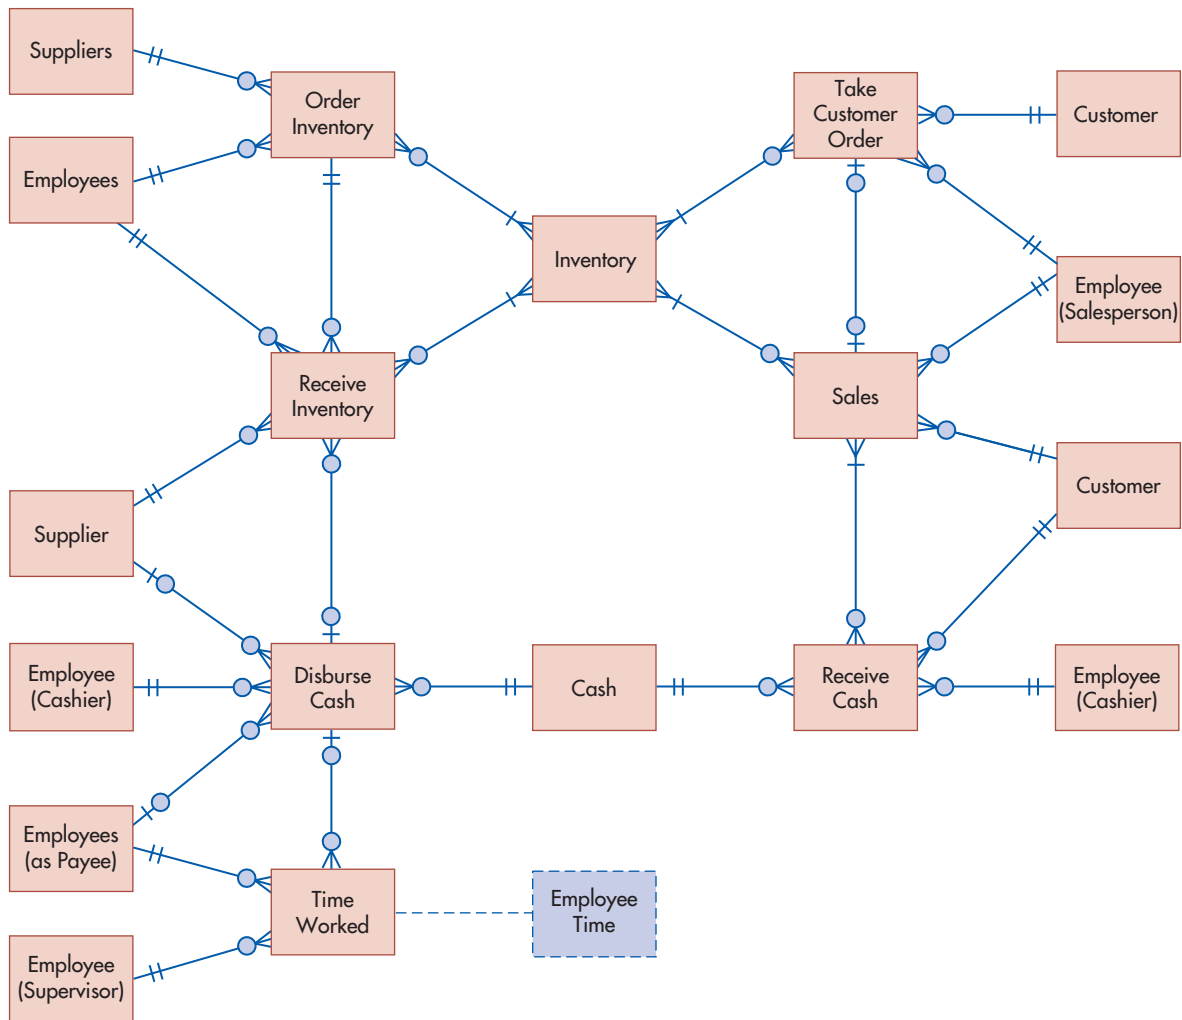 Suppliers
Order
Inventory
Take
Customer
Order
Customer
Employees
Inventory
Employee
(Salesperson)
Receive
Inventory
Sales
Customer
Supplier
Employee
(Cashier)
Disburse
Cash
Cash
Receive
Cash
Employee
(Cashier)
Employees
(as Payee)
Time
Worked
Employee
Time
Employee
(Supervisor)